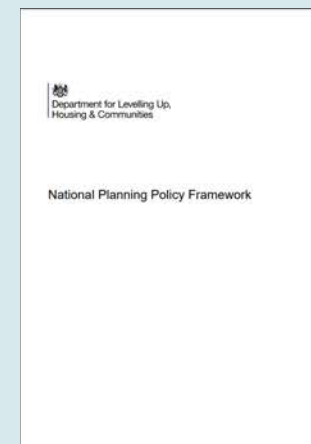 Department for Levelling Up,
Housing & Communities
National Planning Policy Framework